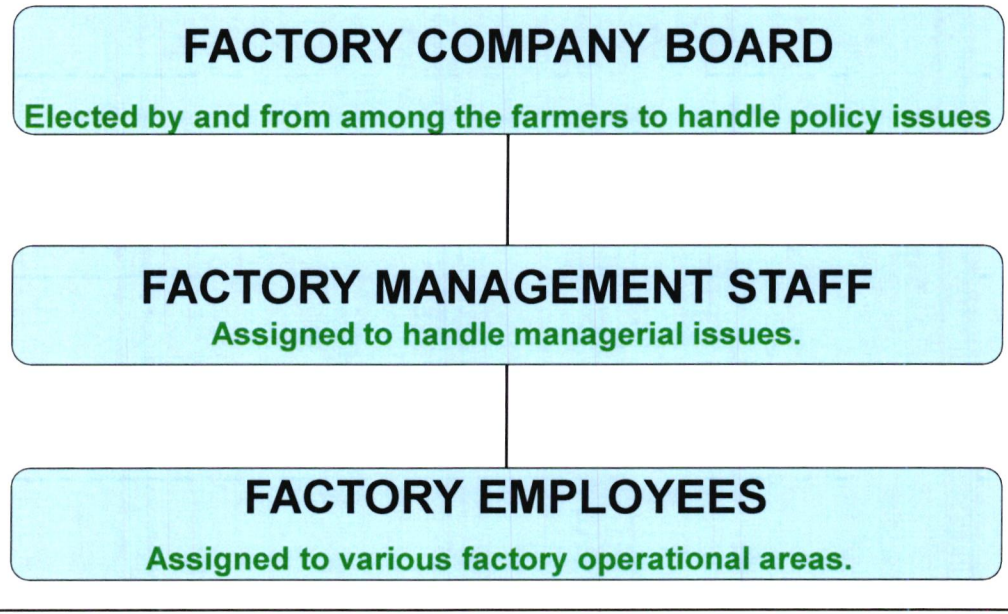 FACTORY COMPANY BOARD
Elected by and from among the farmers to handle policy issues
FACTORY MANAGEMENT STAFF
Assigned to handle managerial issues.
FACTORY EMPLOYEES
Assigned to various factory operational areas.